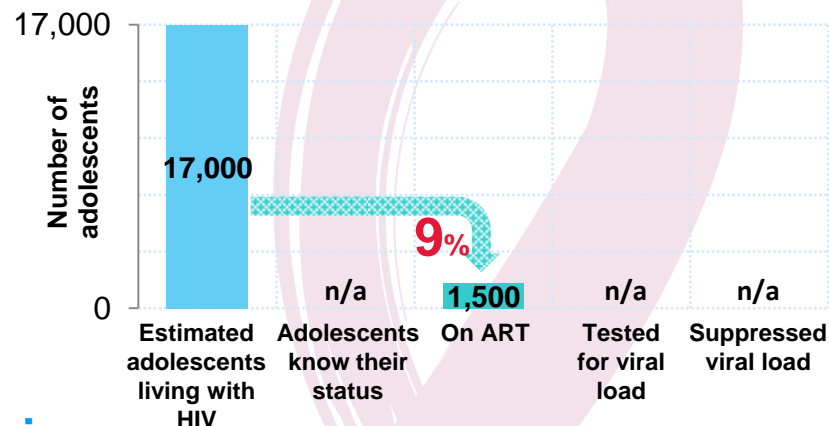 17,000
Number of
adolescents
17,000
9%
n/a
1,500
n/a
n/a
0
Estimated
adolescents
living with
HIV
Adolescents
know their
status
On ART
Tested
for viral
load
Suppressed
viral load